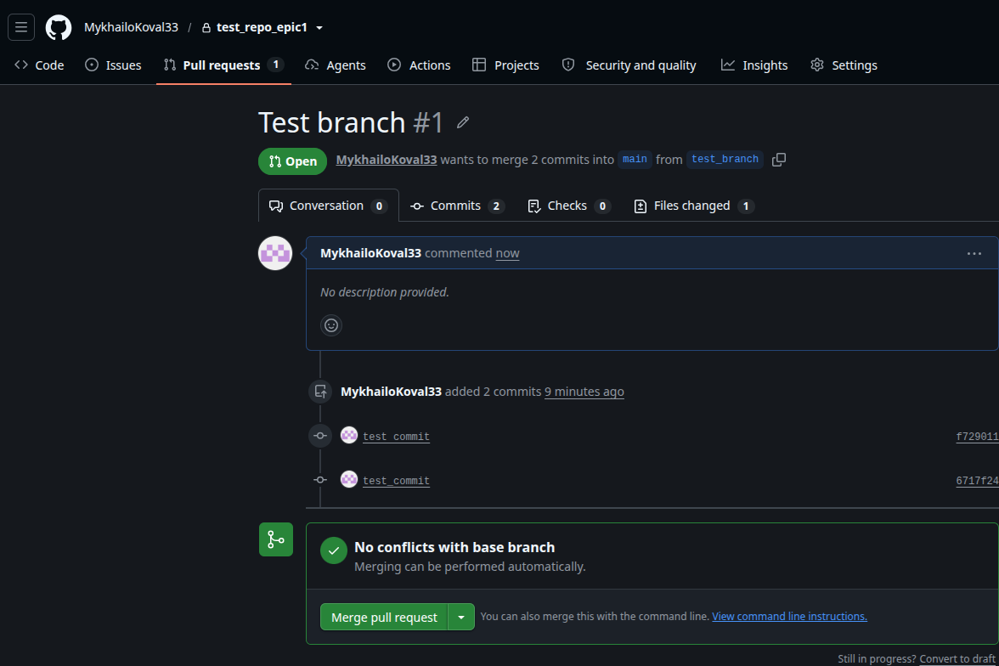 MykhailoKoval33 / test_repo_epic1
Code Issues Pull requests 1 Agents Actions Projects Security and quality Insights Settings
Test branch #1
Open MykhailoKoval33 wants to merge 2 commits into main from test_branch
Conversation 0 Commits 2 Checks 0 Files changed 1
MykhailoKoval33 commented now
No description provided.
MykhailoKoval33 added 2 commits 9 minutes ago
test_commit f729011
test_commit 6717f24
No conflicts with base branch
Merging can be performed automatically.
Merge pull request You can also merge this with the command line. View command line instructions.
Still in progress? Convert to draft